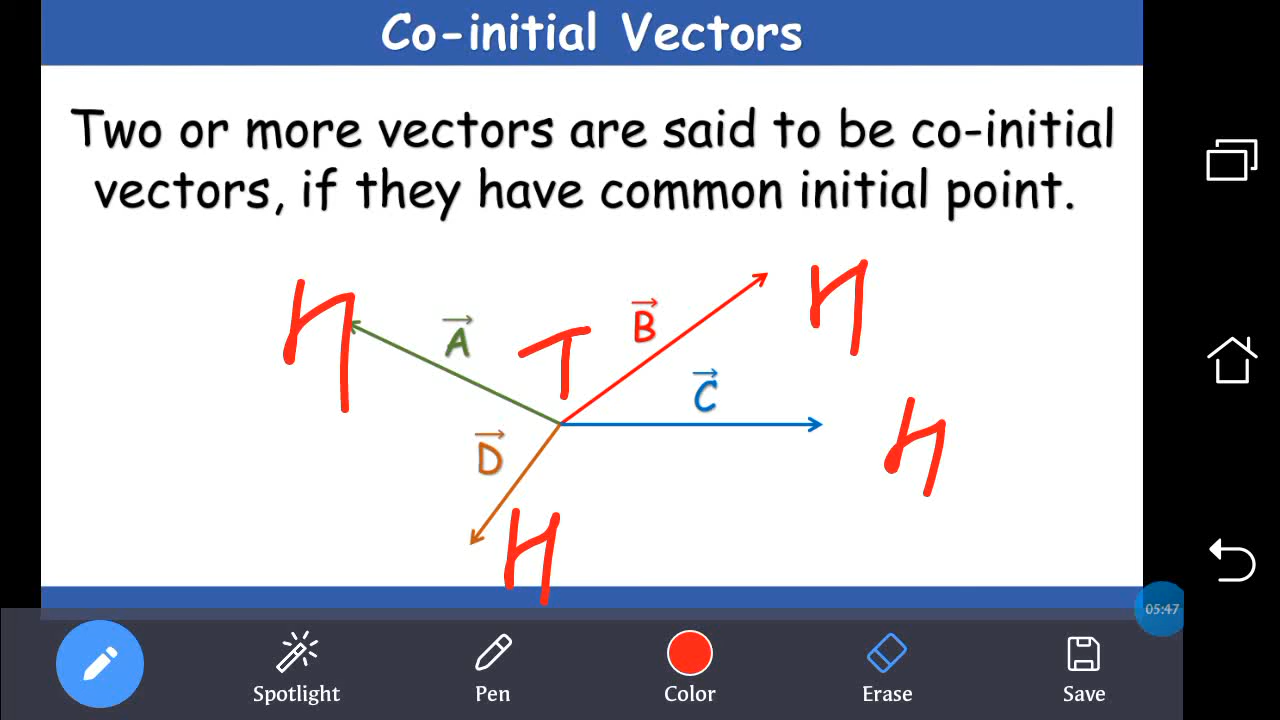 Co-initial Vectors
Two or more vectors are said to be co-initial
vectors, if they have common initial point.
H
H
A
T
B
C
H
D
H
05:47
Spotlight
Pen
Color
Erase
Save